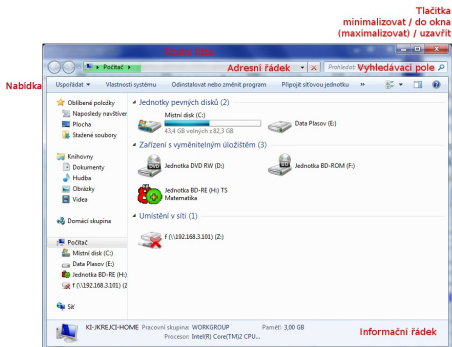 Tlačítka
minimalizovat / do okna
(maximalizovat) / uzavřít
Titulní lišta
Počítač
Adresní řádek
Prohledat:
Vyhledávací pole
Nabídka
Uspořádat
Vlastnosti systému
Odinstalovat nebo změnit program
Připojit síťovou jednotku
»
Oblíbené položky
Naposledy navštíver
Plocha
Stažené soubory
Knihovny
Dokumenty
Hudba
Obrázky
Videa
Domácí skupina
Počítač
Místní disk (C:)
Data Plasov (E:)
Jednotka BD-RE (H:)
f (\\192.168.3.101) (Z
Síť
Jednotky pevných disků (2)
Místní disk (C:)
43,4 GB volných z 82,3 GB
Data Plasov (E:)
Zařízení s vyměnitelným úložištěm (3)
DVD
Jednotka DVD RW (D:)
BD
Jednotka BD-ROM (F:)
Jednotka BD-RE (H:) TS
Matematika
Umístění v síti (1)
f (\\192.168.3.101) (Z:)
KI-JKREJCI-HOME Pracovní skupina: WORKGROUP Paměť: 3,00 GB
Procesor: Intel(R) Core(TM)2 CPU...
Informační řádek